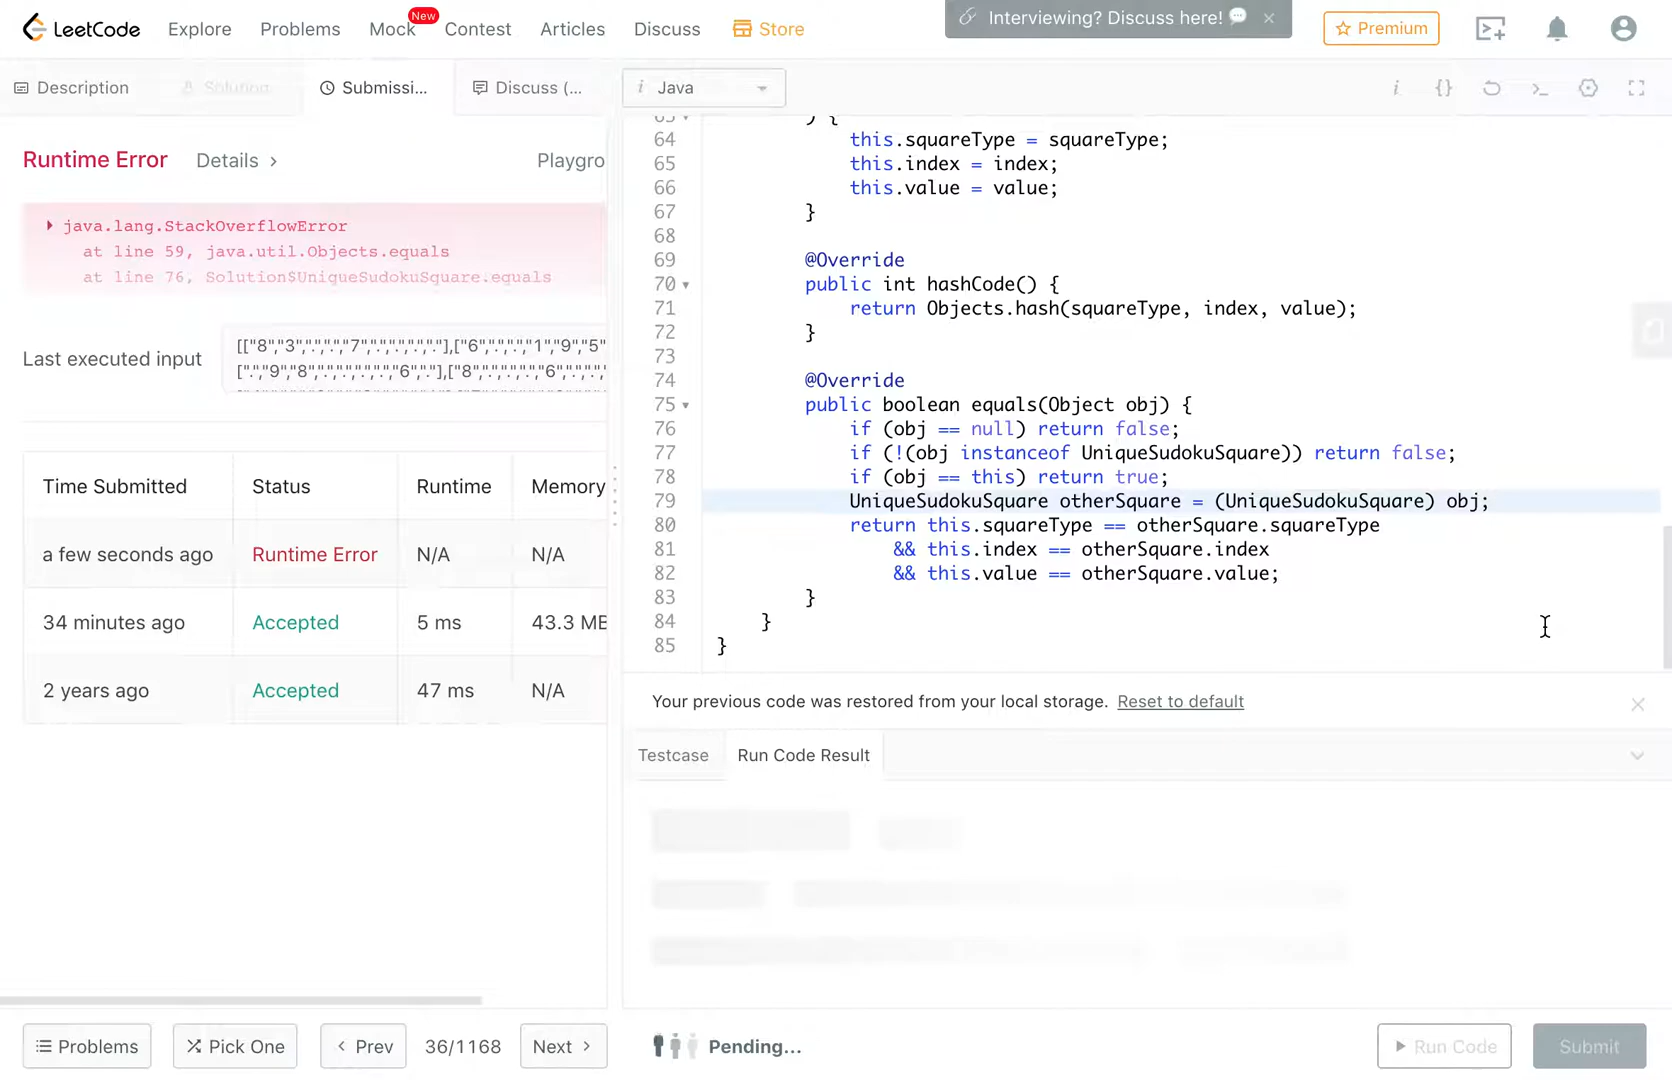 LeetCode Explore Problems Mock New Contest Articles Discuss Store Interviewing? Discuss here! Premium
Description Solution Submissi... Discuss (... Java
Runtime Error Details Playgro
java.lang.StackOverflowError
at line 59, java.util.Objects.equals
at line 76, Solution$UniqueSudokuSquare.equals
Last executed input
[["8","3",".",".","7",".",".",".","."],["6",".",".","1","9","5"
[".","9","8",".",".",".",".","6","."],["8",".",".",".","6",".",".",
Time Submitted Status Runtime Memory
a few seconds ago Runtime Error N/A N/A
34 minutes ago Accepted 5 ms 43.3 MB
2 years ago Accepted 47 ms N/A
Problems Pick One Prev 36/1168 Next
63 ) {
64 this.squareType = squareType;
65 this.index = index;
66 this.value = value;
67 }
68
69 @Override
70 public int hashCode() {
71 return Objects.hash(squareType, index, value);
72 }
73
74 @Override
75 public boolean equals(Object obj) {
76 if (obj == null) return false;
77 if (!(obj instanceof UniqueSudokuSquare)) return false;
78 if (obj == this) return true;
79 UniqueSudokuSquare otherSquare = (UniqueSudokuSquare) obj;
80 return this.squareType == otherSquare.squareType
81 && this.index == otherSquare.index
82 && this.value == otherSquare.value;
83 }
84 }
85 }
Your previous code was restored from your local storage. Reset to default
Testcase Run Code Result
Pending... Run Code Submit